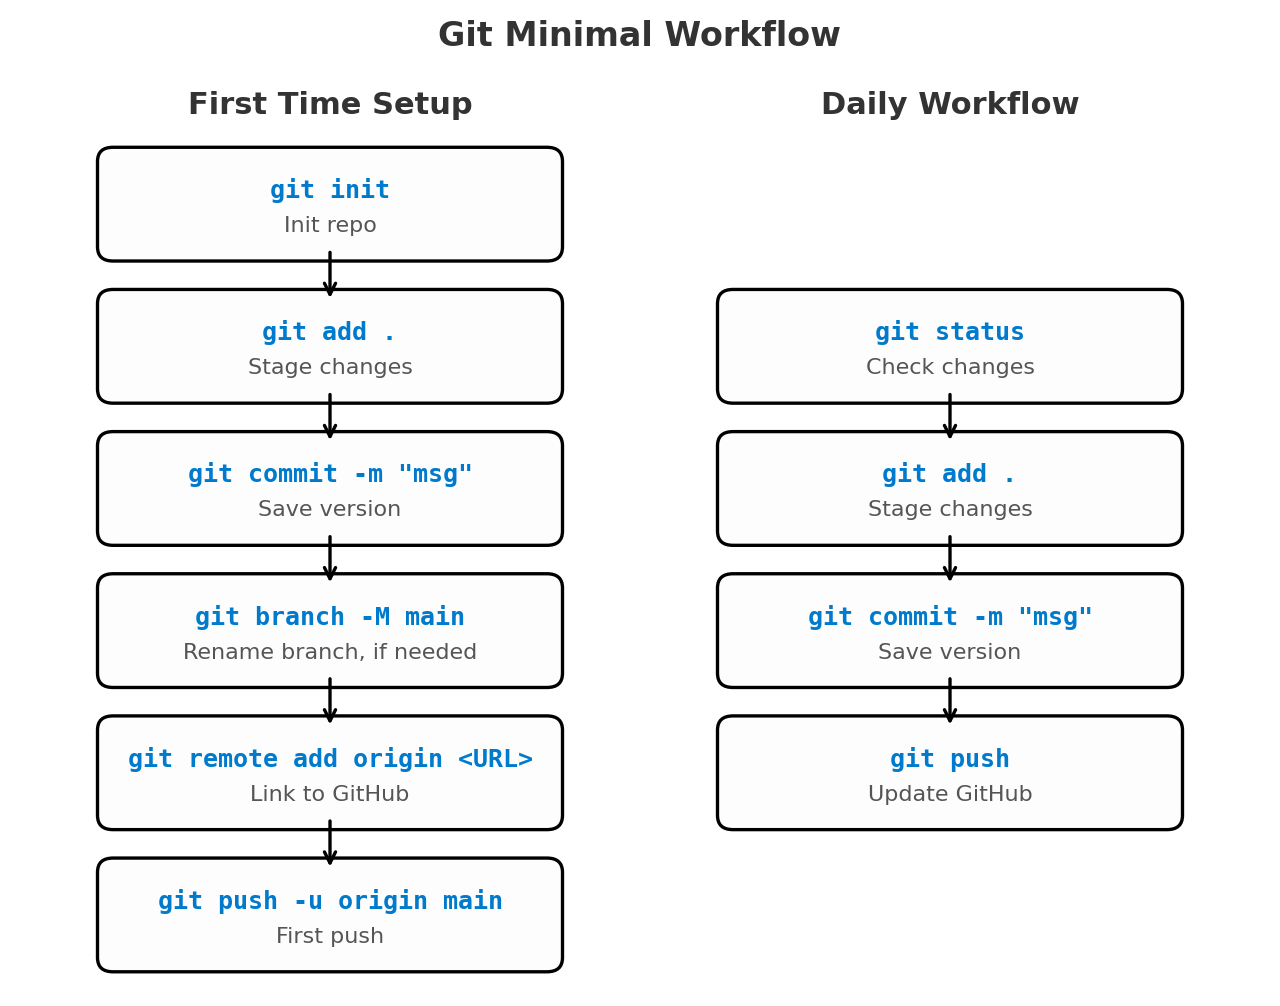 Git Minimal Workflow
First Time Setup
git init
Init repo
git add .
Stage changes
git commit -m "msg"
Save version
git branch -M main
Rename branch, if needed
git remote add origin <URL>
Link to GitHub
git push -u origin main
First push
Daily Workflow
git status
Check changes
git add .
Stage changes
git commit -m "msg"
Save version
git push
Update GitHub